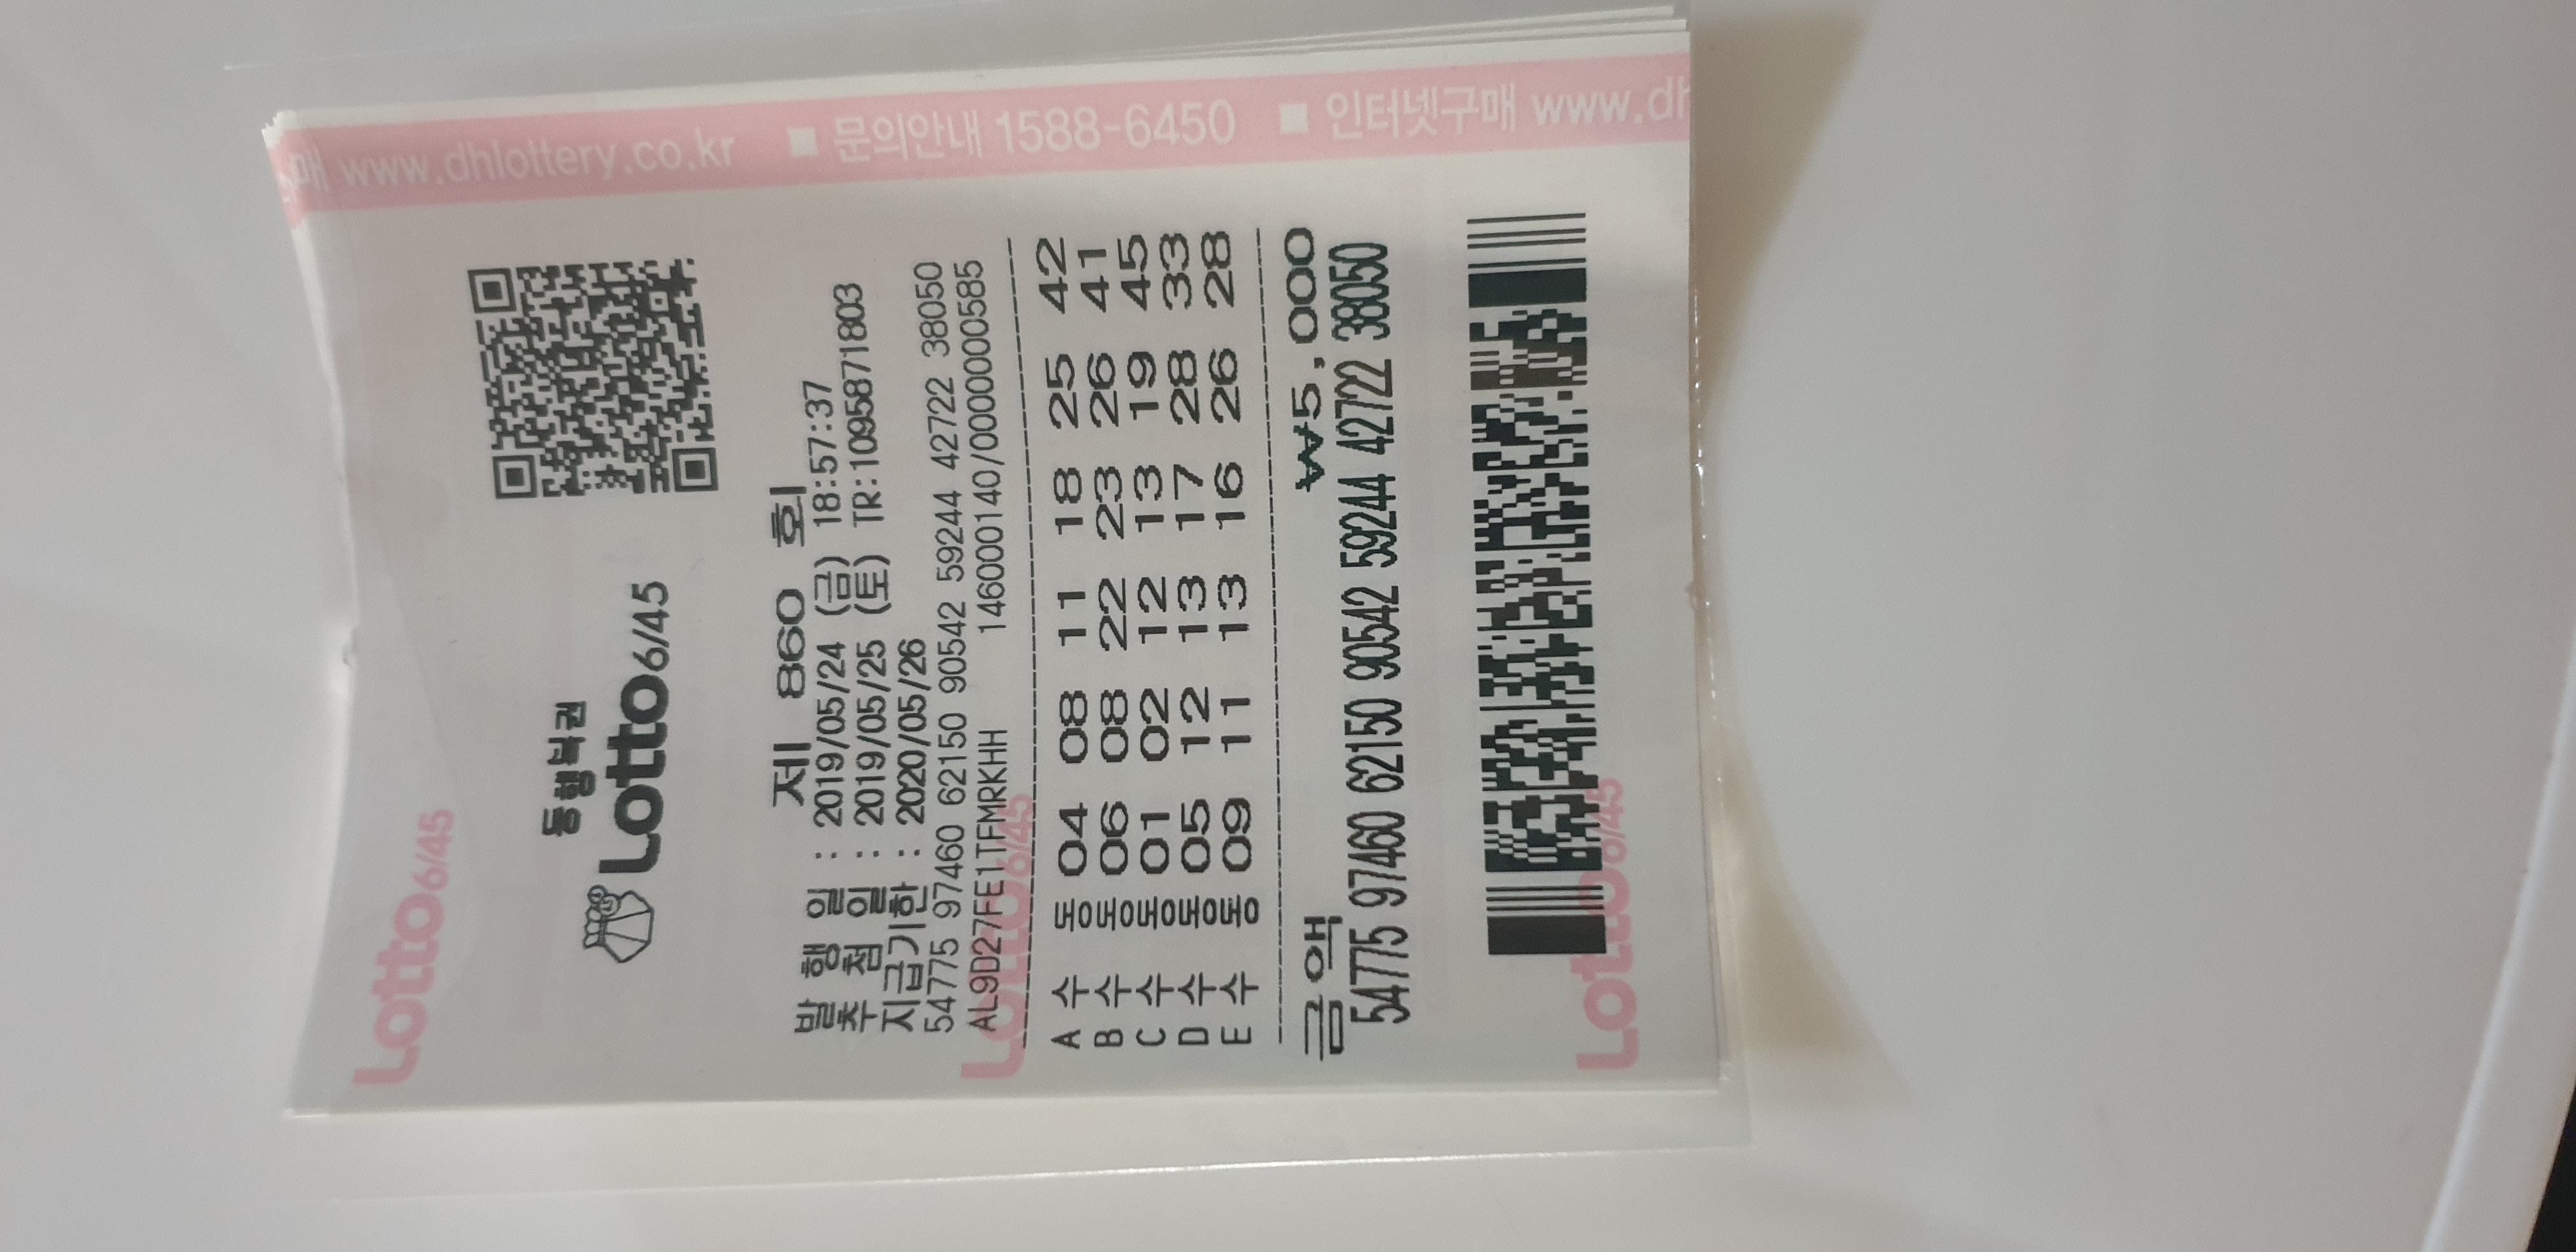 Lotto6/45
동행복권
Lotto6/45
제 860 회
발 행 일 : 2019/05/24 (금) 18:57:37
추 첨 일 : 2019/05/25 (토) TR:1095871803
지급기한 : 2020/05/26
54775 97460 62150 90542 59244 42722 38050
AL9D27FE1TFMRKHH 146000140/0000000585
Lotto6/45
A 수동 04 08 11 18 25 42
B 수동 06 08 22 23 26 41
C 수동 01 02 12 13 19 45
D 수동 05 12 13 17 28 33
E 수동 09 11 13 16 26 28
금액 ₩5,000
54775 97460 62150 90542 59244 42722 38050
Lotto6/45
매 www.dhlottery.co.kr ■ 문의안내 1588-6450 ■ 인터넷구매 www.dh